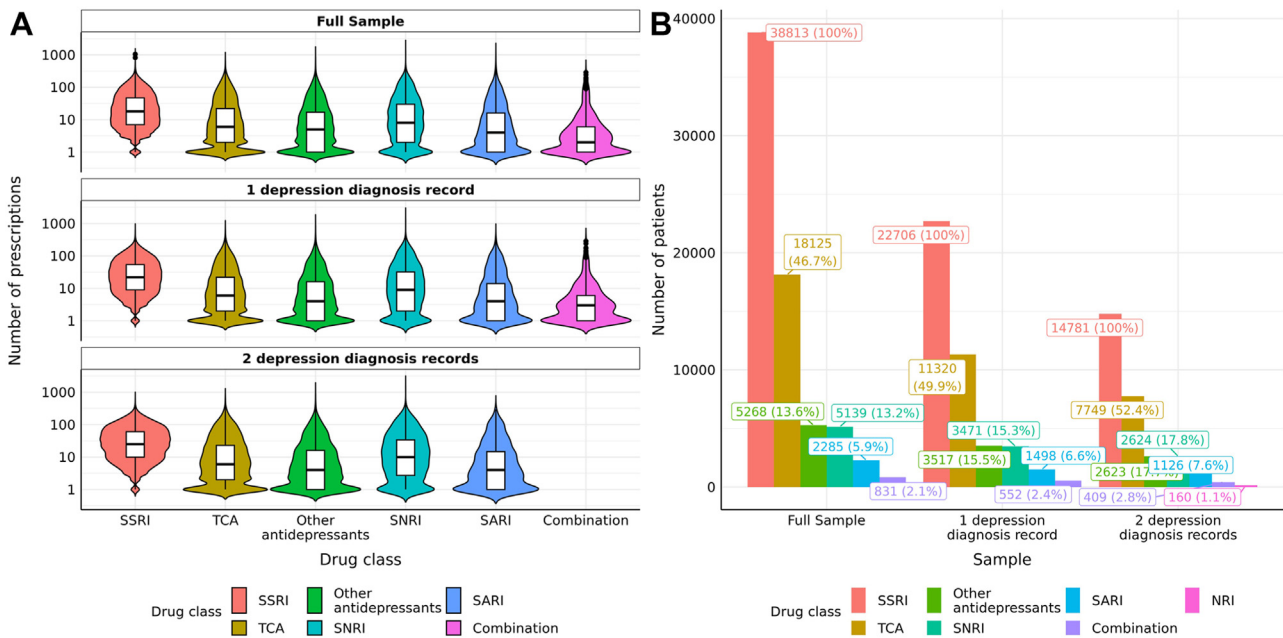 A
Full Sample
1000
100
10
1
1 depression diagnosis record
1000
100
10
1
2 depression diagnosis records
1000
100
10
1
Number of prescriptions
SSRI
TCA
Other
antidepressants
SNRI
SARI
Combination
Drug class
Drug class
SSRI
TCA
Other
antidepressants
SNRI
SARI
Combination
B
40000
30000
20000
10000
0
Number of patients
38813 (100%)
18125
(46.7%)
5268 (13.6%)
5139 (13.2%)
2285 (5.9%)
831 (2.1%)
22706 (100%)
11320
(49.9%)
3517 (15.5%)
3471 (15.3%)
1498 (6.6%)
552 (2.4%)
14781 (100%)
7749 (52.4%)
2623
2624 (17.8%)
1126 (7.6%)
409 (2.8%)
160 (1.1%)
Full Sample
1 depression
diagnosis record
2 depression
diagnosis records
Sample
Drug class
SSRI
TCA
Other
antidepressants
SNRI
SARI
Combination
NRI